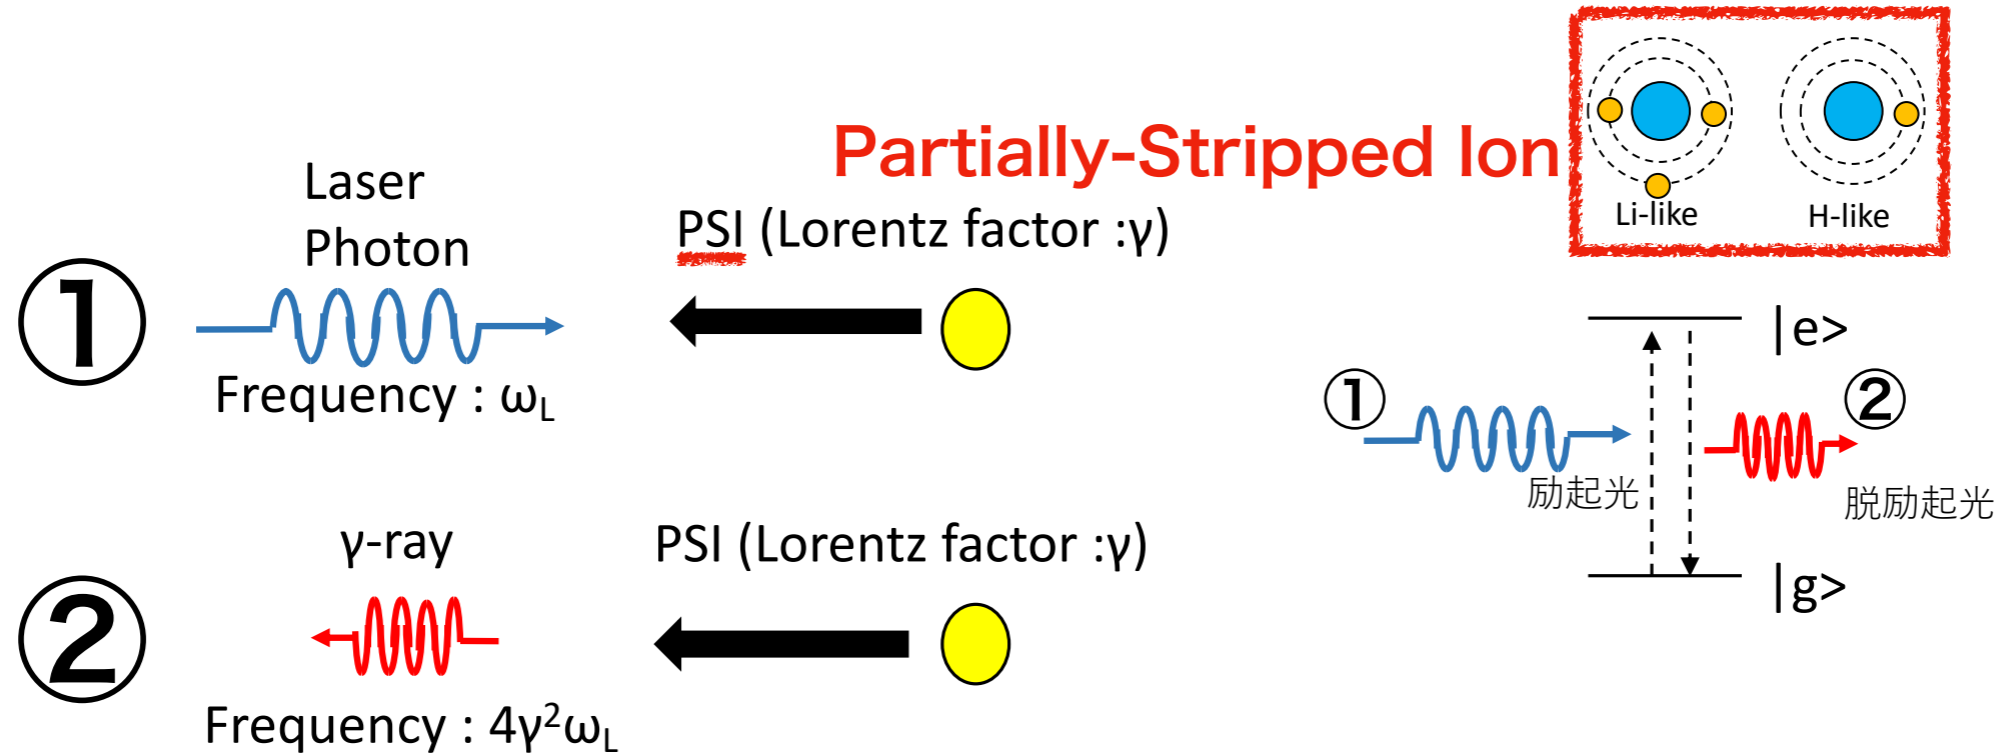 Partially-Stripped Ion
Li-like
H-like
①
Laser
Photon
Frequency : ωL
PSI (Lorentz factor :γ)
|e>
①
励起光
②
脱励起光
|g>
②
γ-ray
Frequency : 4γ²ωL
PSI (Lorentz factor :γ)